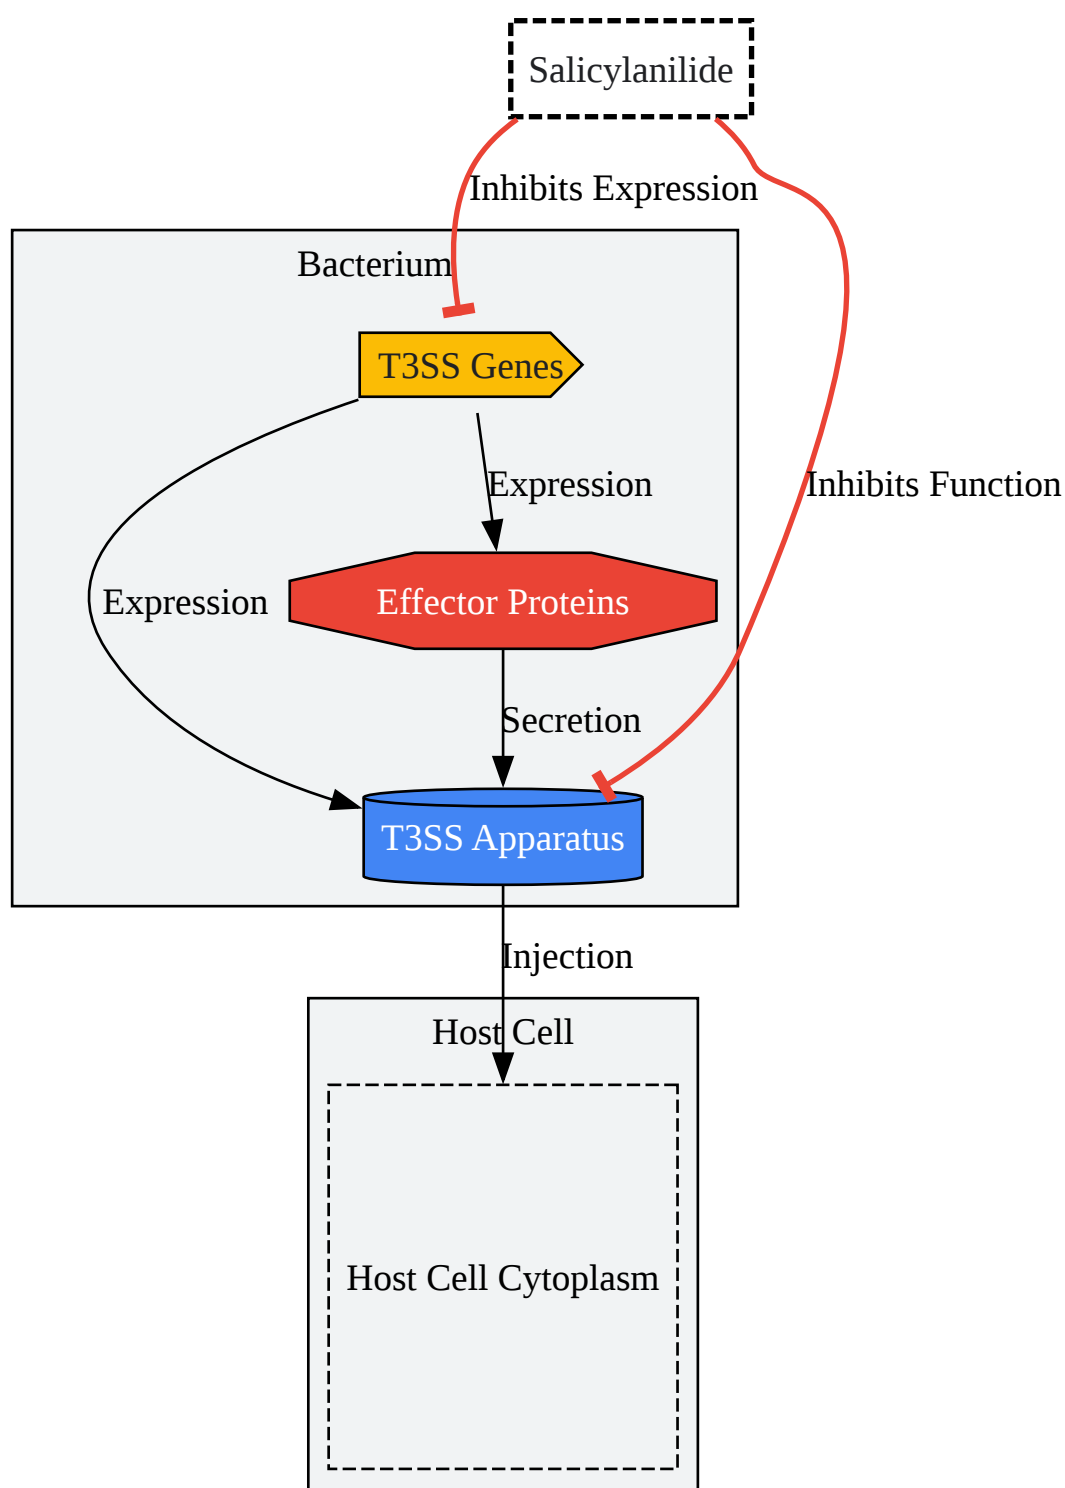 Salicylanilide
Inhibits Expression
Bacterium
T3SS Genes
Expression
Inhibits Function
Expression
Effector Proteins
Secretion
T3SS Apparatus
Injection
Host Cell
Host Cell Cytoplasm